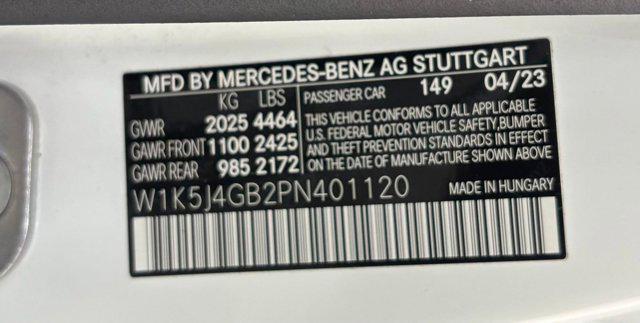 MFD BY MERCEDES-BENZ AG STUTTGART
KG LBS PASSENGER CAR 149 04/23
GVWR 2025 4464 THIS VEHICLE CONFORMS TO ALL APPLICABLE
U.S. FEDERAL MOTOR VEHICLE SAFETY, BUMPER
GAWR FRONT 1100 2425 AND THEFT PREVENTION STANDARDS IN EFFECT
GAWR REAR 985 2172 ON THE DATE OF MANUFACTURE SHOWN ABOVE
W1K5J4GB2PN401120 MADE IN HUNGARY